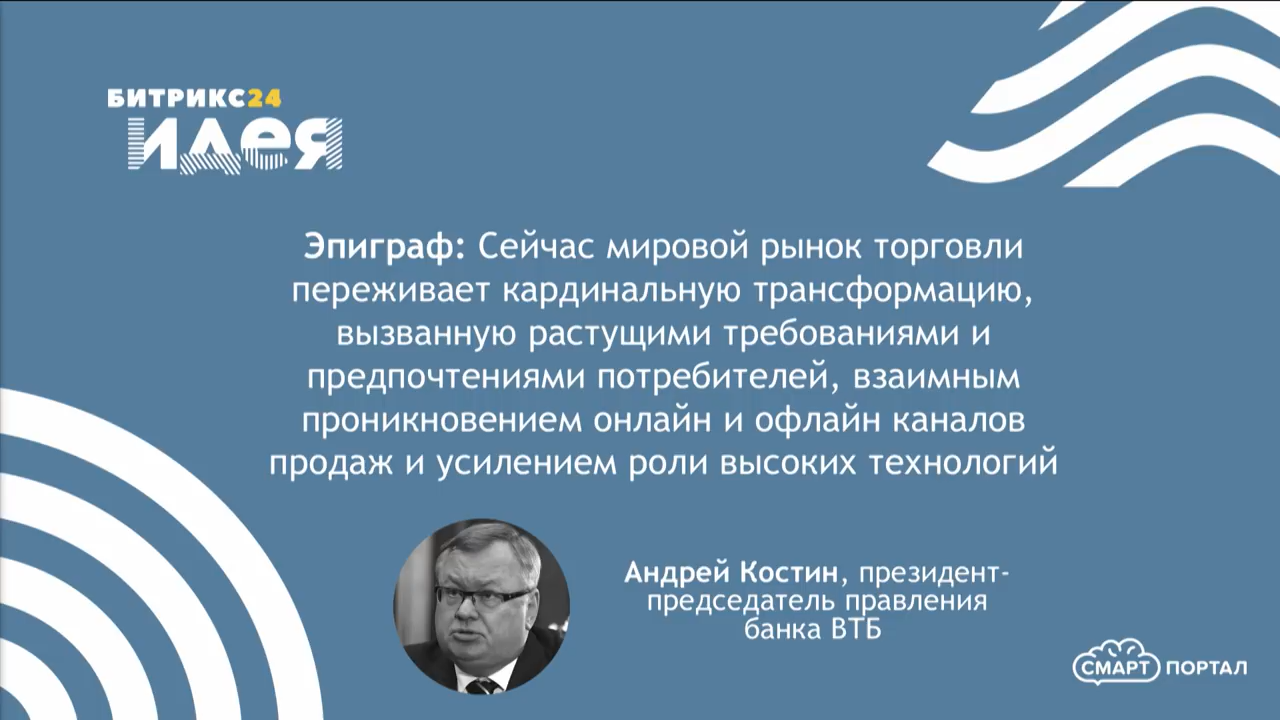 БИТРИКС24
идея
Эпиграф: Сейчас мировой рынок торговли
переживает кардинальную трансформацию,
вызванную растущими требованиями и
предпочтениями потребителей, взаимным
проникновением онлайн и офлайн каналов
продаж и усилением роли высоких технологий
Андрей Костин, президент-
председатель правления
банка ВТБ
СМАРТ ПОРТАЛ